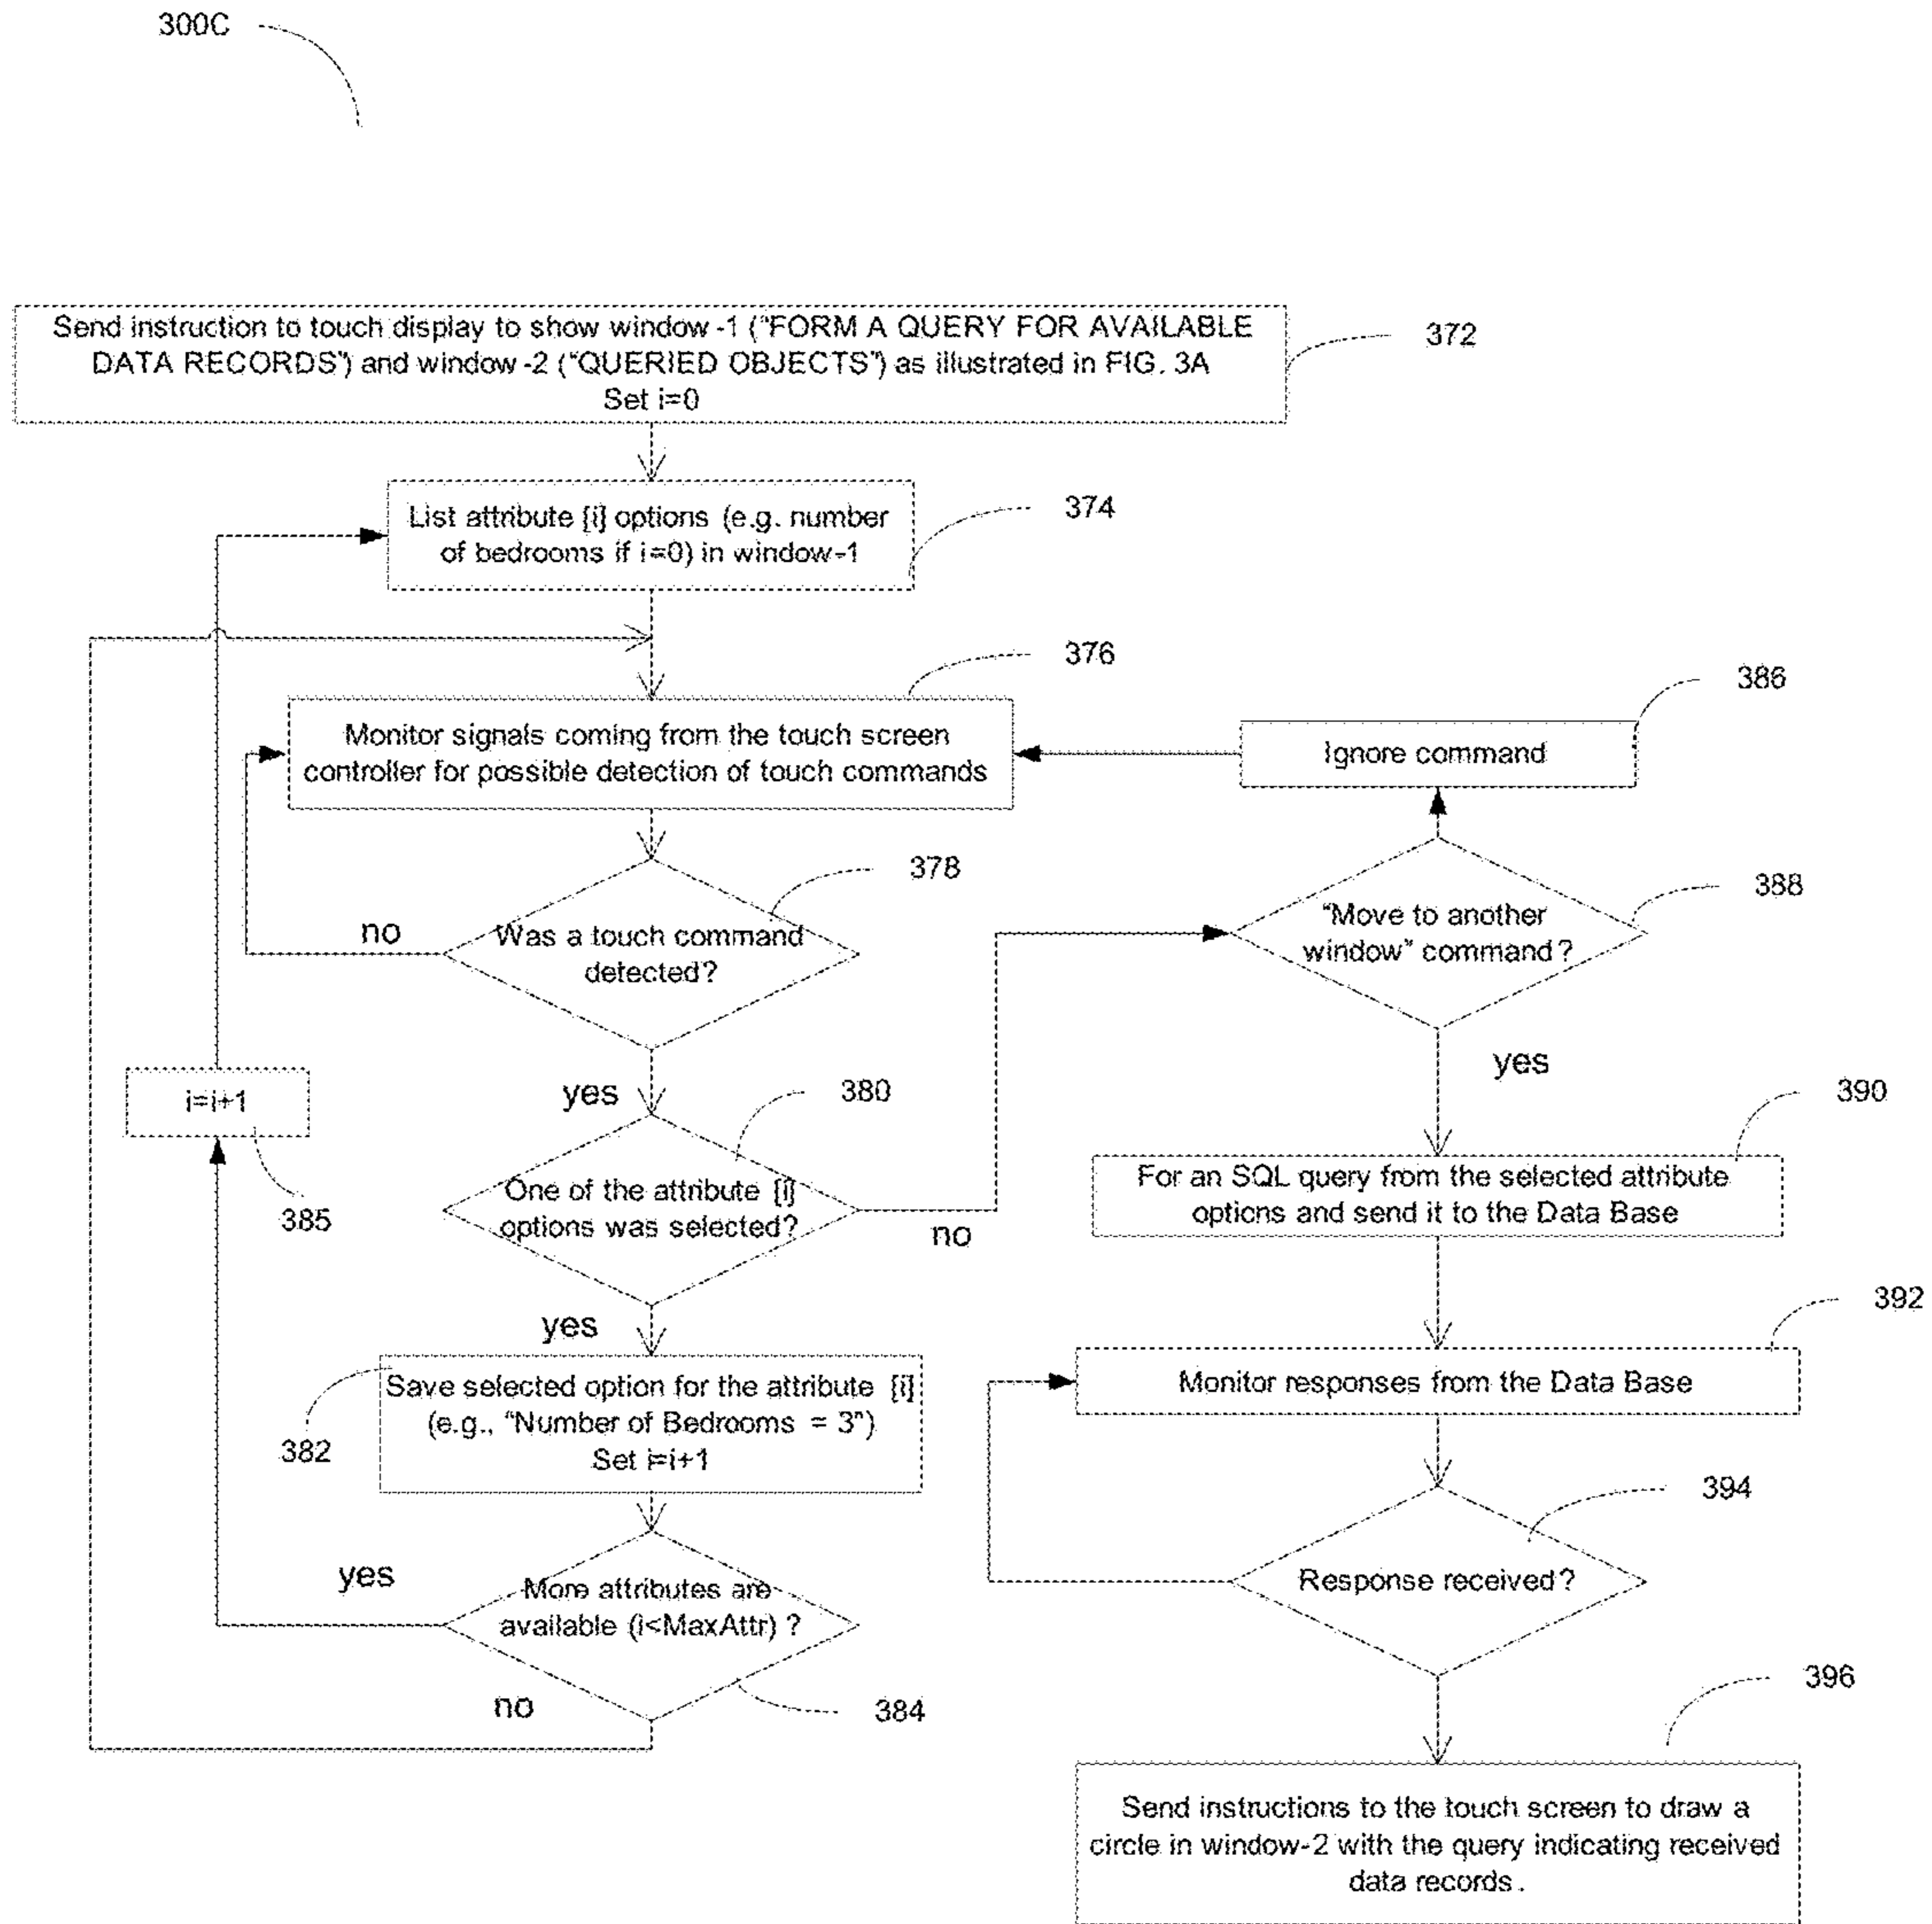 300C
Send instruction to touch display to show window-1 ("FORM A QUERY FOR AVAILABLE
DATA RECORDS") and window-2 ("QUERIED OBJECTS") as illustrated in FIG. 3A
Set i=0
372
List attribute [i] options (e.g. number
of bedrooms if i=0) in window-1
374
376
Monitor signals coming from the touch screen
controller for possible detection of touch commands
386
Ignore command
378
Was a touch command
detected?
no
388
"Move to another
window" command?
yes
yes
i=i+1
385
380
One of the attribute [i]
options was selected?
no
390
For an SQL query from the selected attribute
options and send it to the Data Base
yes
382
Save selected option for the attribute [i]
(e.g., "Number of Bedrooms = 3")
Set i=i+1
392
Monitor responses from the Data Base
394
Response received?
yes
More attributes are
available (i<MaxAttr) ?
no
384
396
Send instructions to the touch screen to draw a
circle in window-2 with the query indicating received
data records.